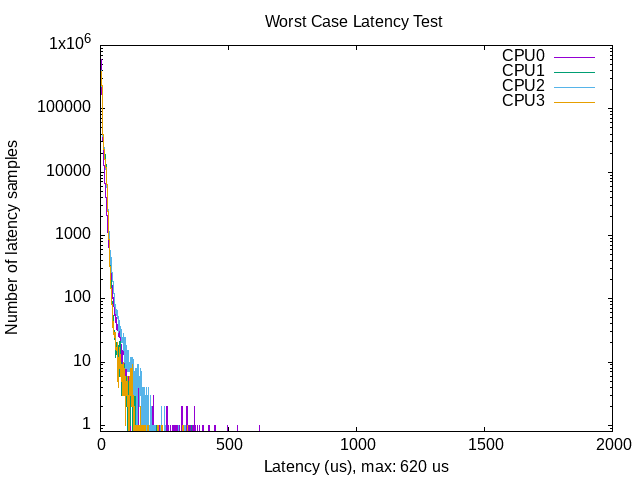 Worst Case Latency Test
Number of latency samples
1x10^6
100000
10000
1000
100
10
1
CPU0
CPU1
CPU2
CPU3
0 500 1000 1500 2000
Latency (us), max: 620 us